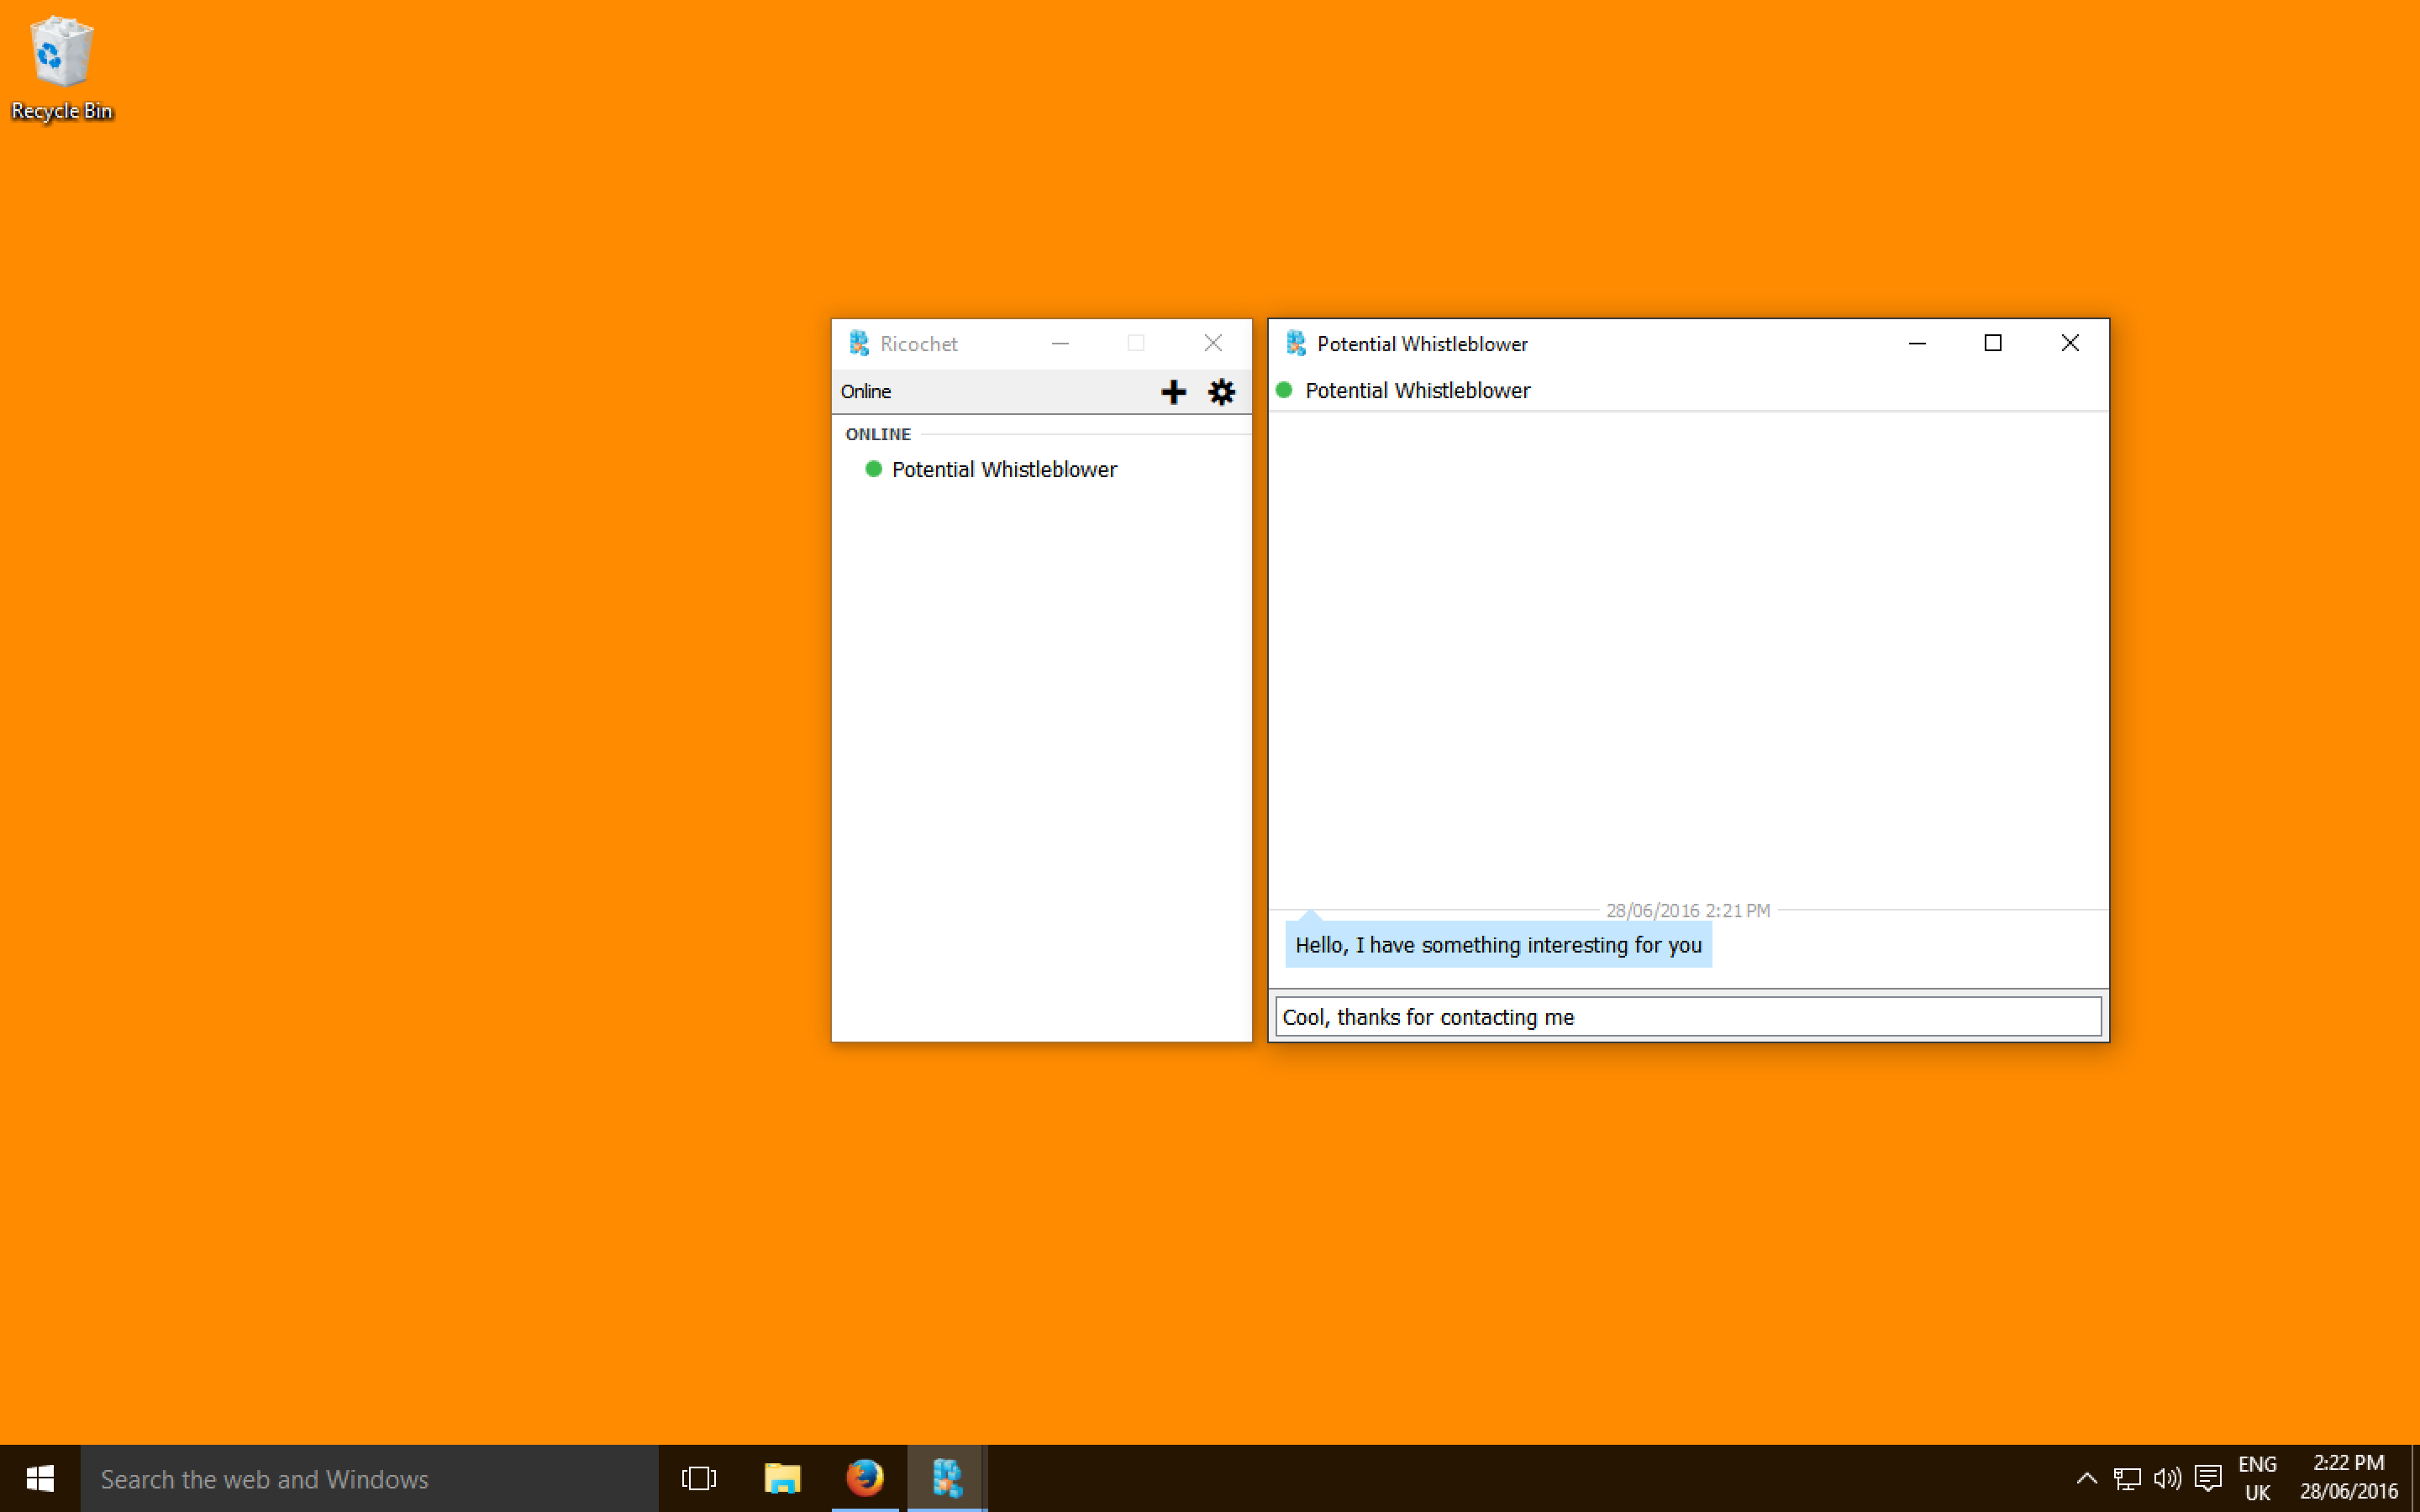 Recycle Bin
Ricochet
Online
ONLINE
Potential Whistleblower
Potential Whistleblower
Potential Whistleblower
28/06/2016 2:21 PM
Hello, I have something interesting for you
Cool, thanks for contacting me
Search the web and Windows
ENG
UK
2:22 PM
28/06/2016